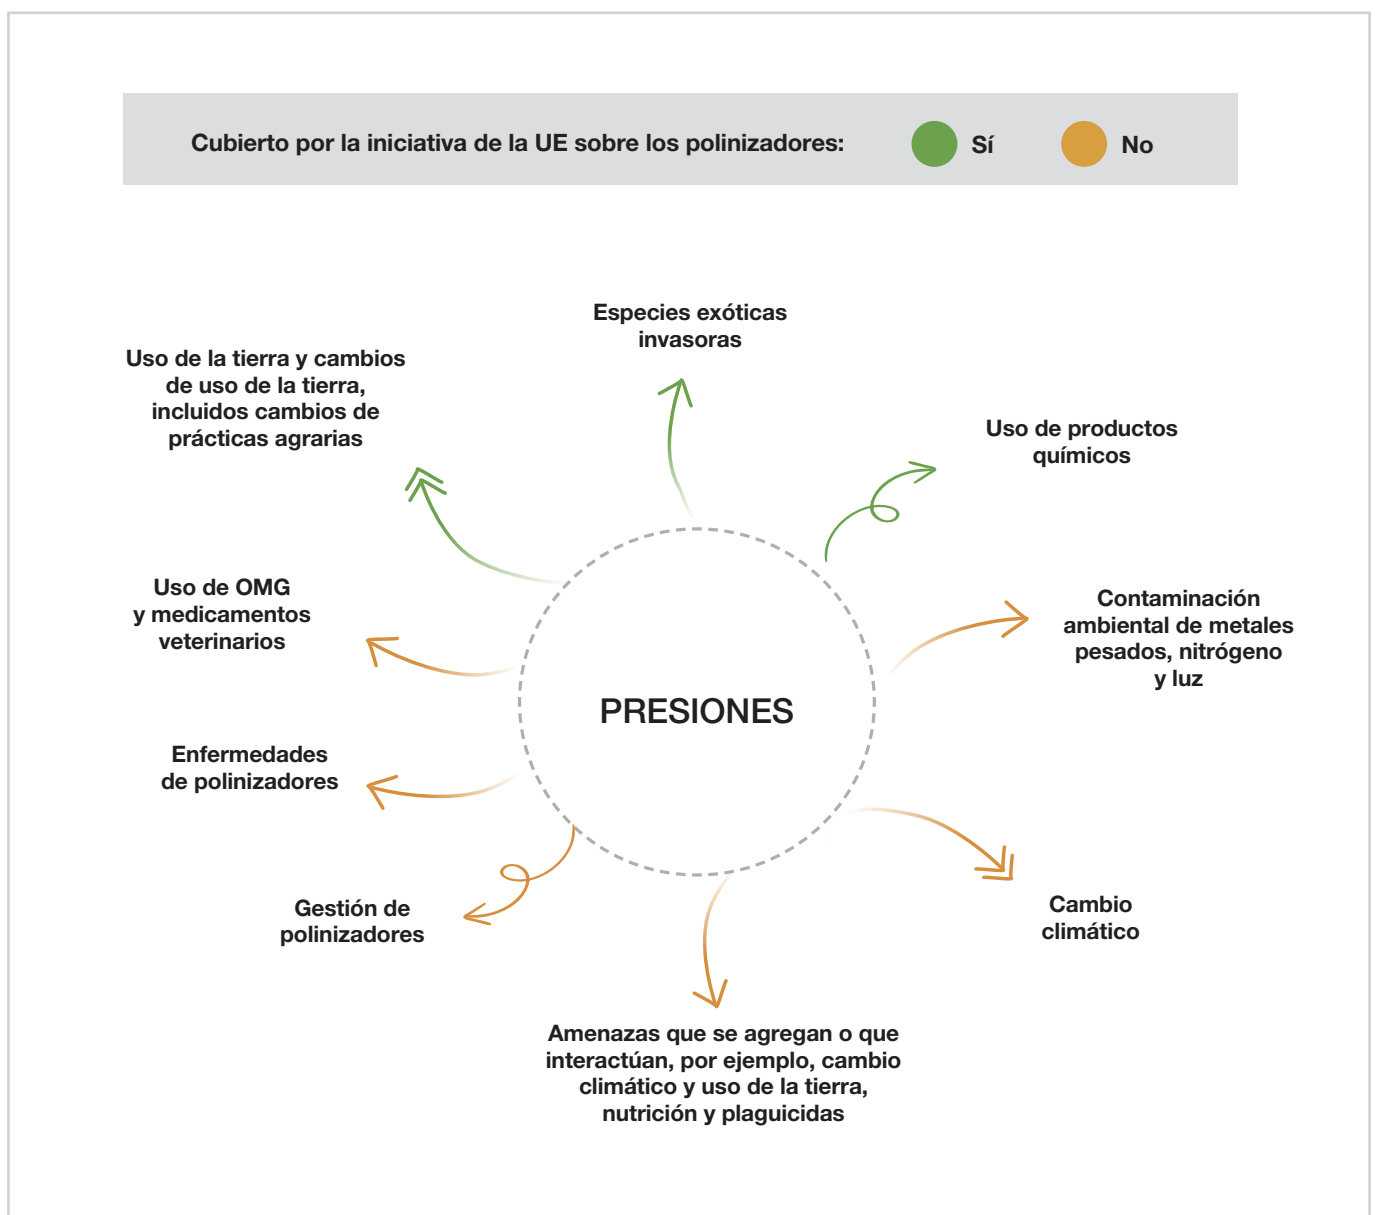 Cubierto por la iniciativa de la UE sobre los polinizadores: Sí No
Especies exóticas
invasoras
Uso de la tierra y cambios
de uso de la tierra,
incluidos cambios de
prácticas agrarias
Uso de productos
químicos
Uso de OMG
y medicamentos
veterinarios
Contaminación
ambiental de metales
pesados, nitrógeno
y luz
PRESIONES
Enfermedades
de polinizadores
Gestión de
polinizadores
Cambio
climático
Amenazas que se agregan o que
interactúan, por ejemplo, cambio
climático y uso de la tierra,
nutrición y plaguicidas